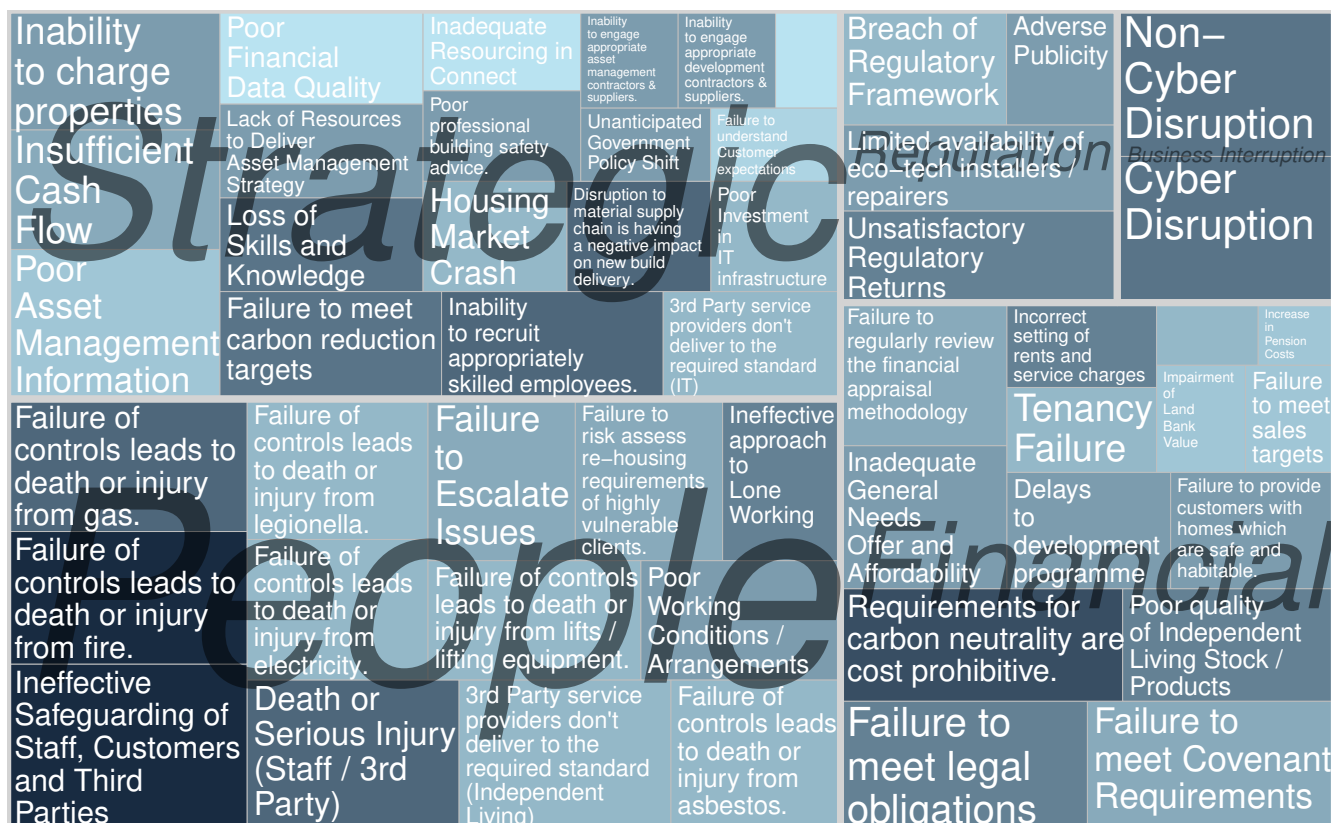 Strategic
Inability
to charge
properties
Insufficient
Cash
Flow
Poor
Asset
Management
Information
Poor
Financial
Data Quality
Lack of Resources
to Deliver
Asset Management
Strategy
Loss of
Skills and
Knowledge
Failure to meet
carbon reduction
targets
Inadequate
Resourcing in
Connect
Poor
professional
building safety
advice.
Housing
Market
Crash
Inability
to recruit
appropriately
skilled employees.
Inability
to engage
appropriate
asset
management
contractors &
suppliers.
Inability
to engage
appropriate
development
contractors &
suppliers.
Unanticipated
Government
Policy Shift
Failure to
understand
Customer
expectations
Disruption to
material supply
chain is having
a negative impact
on new build
delivery.
Poor
Investment
in
IT
infrastructure
3rd Party service
providers don't
deliver to the
required standard
(IT)
Reputation
Breach of
Regulatory
Framework
Adverse
Publicity
Limited availability of
eco–tech installers /
repairers
Unsatisfactory
Regulatory
Returns
Business Interruption
Non–
Cyber
Disruption
Cyber
Disruption
People
Failure of
controls leads to
death or injury
from gas.
Failure of
controls leads to
death or injury
from fire.
Ineffective
Safeguarding of
Staff, Customers
and Third
Parties
Failure of
controls leads
to death or
injury from
legionella.
Failure of
controls leads
to death or
injury from
electricity.
Death or
Serious Injury
(Staff / 3rd
Party)
Failure
to
Escalate
Issues
Failure to
risk assess
re–housing
requirements
of highly
vulnerable
clients.
Ineffective
approach
to
Lone
Working
Failure of controls
leads to death or
injury from lifts /
lifting equipment.
Poor
Working
Conditions /
Arrangements
3rd Party service
providers don't
deliver to the
required standard
(Independent
Living)
Failure of
controls leads
to death or
injury from
asbestos.
Financial
Failure to
regularly review
the financial
appraisal
methodology
Inadequate
General
Needs
Offer and
Affordability
Incorrect
setting of
rents and
service charges
Tenancy
Failure
Increase
in
Pension
Costs
Impairment
of
Land
Bank
Value
Failure
to meet
sales
targets
Delays
to
development
programme
Failure to provide
customers with
homes which
are safe and
habitable.
Requirements for
carbon neutrality are
cost prohibitive.
Poor quality
of Independent
Living Stock /
Products
Failure to
meet legal
obligations
Failure to
meet Covenant
Requirements